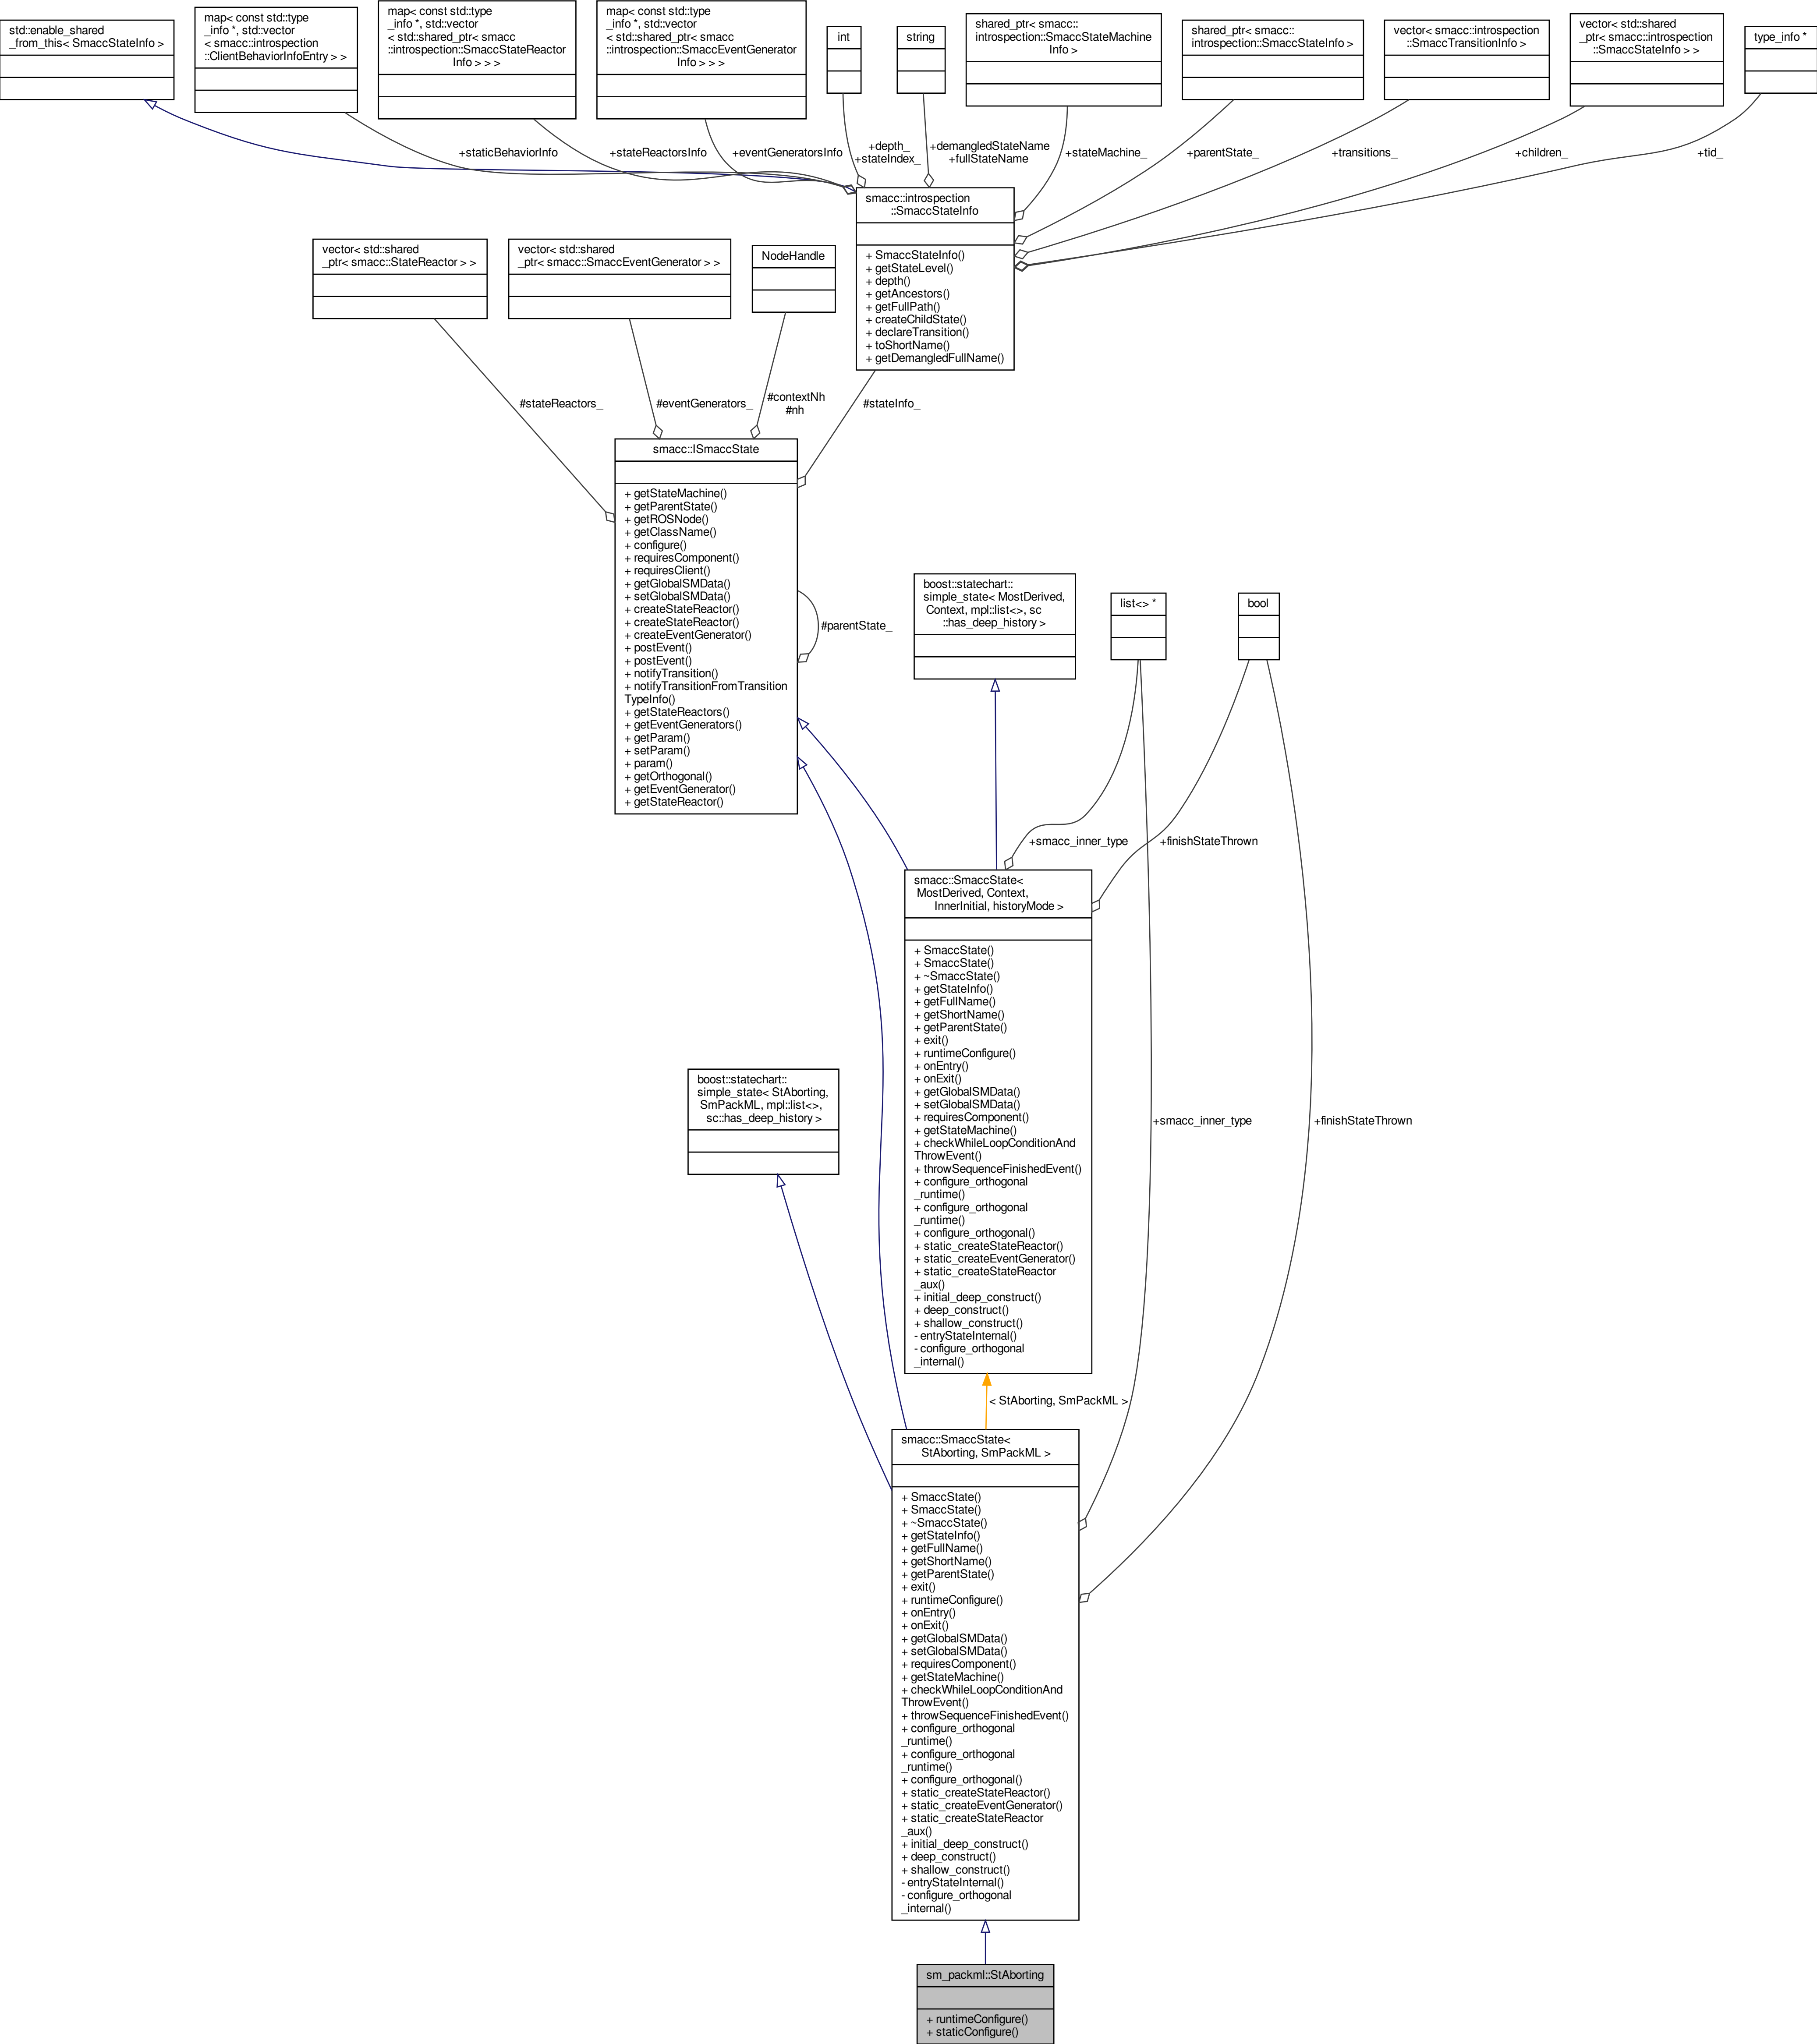 std::enable_shared
_from_this< SmaccStateInfo >
map< const std::type
_info *, std::vector
< smacc::introspection
::ClientBehaviorInfoEntry > >
map< const std::type
_info *, std::vector
< std::shared_ptr< smacc
::introspection::SmaccStateReactor
Info > > >
map< const std::type
_info *, std::vector
< std::shared_ptr< smacc
::introspection::SmaccEventGenerator
Info > > >
int
string
shared_ptr< smacc::
introspection::SmaccStateMachine
Info >
shared_ptr< smacc::
introspection::SmaccStateInfo >
vector< smacc::introspection
::SmaccTransitionInfo >
vector< std::shared
_ptr< smacc::introspection
::SmaccStateInfo > >
type_info *
+staticBehaviorInfo
+stateReactorsInfo
+eventGeneratorsInfo
+depth_
+stateIndex_
+demangledStateName
+fullStateName
+stateMachine_
+parentState_
+transitions_
+children_
+tid_
smacc::introspection
::SmaccStateInfo
+ SmaccStateInfo()
+ getStateLevel()
+ depth()
+ getAncestors()
+ getFullPath()
+ createChildState()
+ declareTransition()
+ toShortName()
+ getDemangledFullName()
vector< std::shared
_ptr< smacc::StateReactor > >
vector< std::shared
_ptr< smacc::SmaccEventGenerator > >
NodeHandle
#stateReactors_
#eventGenerators_
#contextNh
#nh
#stateInfo_
smacc::ISmaccState
+ getStateMachine()
+ getParentState()
+ getROSNode()
+ getClassName()
+ configure()
+ requiresComponent()
+ requiresClient()
+ getGlobalSMData()
+ setGlobalSMData()
+ createStateReactor()
+ createStateReactor()
+ createEventGenerator()
+ postEvent()
+ postEvent()
+ notifyTransition()
+ notifyTransitionFromTransition
TypeInfo()
+ getStateReactors()
+ getEventGenerators()
+ getParam()
+ setParam()
+ param()
+ getOrthogonal()
+ getEventGenerator()
+ getStateReactor()
#parentState_
boost::statechart::
simple_state< MostDerived,
Context, mpl::list<>, sc
::has_deep_history >
list<> *
bool
+smacc_inner_type
+finishStateThrown
smacc::SmaccState<
MostDerived, Context,
InnerInitial, historyMode >
+ SmaccState()
+ SmaccState()
+ ~SmaccState()
+ getStateInfo()
+ getFullName()
+ getShortName()
+ getParentState()
+ exit()
+ runtimeConfigure()
+ onEntry()
+ onExit()
+ getGlobalSMData()
+ setGlobalSMData()
+ requiresComponent()
+ getStateMachine()
+ checkWhileLoopConditionAnd
ThrowEvent()
+ throwSequenceFinishedEvent()
+ configure_orthogonal
_runtime()
+ configure_orthogonal
_runtime()
+ configure_orthogonal()
+ static_createStateReactor()
+ static_createEventGenerator()
+ static_createStateReactor
_aux()
+ initial_deep_construct()
+ deep_construct()
+ shallow_construct()
- entryStateInternal()
- configure_orthogonal
_internal()
boost::statechart::
simple_state< StAborting,
SmPackML, mpl::list<>,
sc::has_deep_history >
+smacc_inner_type
+finishStateThrown
< StAborting, SmPackML >
smacc::SmaccState<
StAborting, SmPackML >
+ SmaccState()
+ SmaccState()
+ ~SmaccState()
+ getStateInfo()
+ getFullName()
+ getShortName()
+ getParentState()
+ exit()
+ runtimeConfigure()
+ onEntry()
+ onExit()
+ getGlobalSMData()
+ setGlobalSMData()
+ requiresComponent()
+ getStateMachine()
+ checkWhileLoopConditionAnd
ThrowEvent()
+ throwSequenceFinishedEvent()
+ configure_orthogonal
_runtime()
+ configure_orthogonal
_runtime()
+ configure_orthogonal()
+ static_createStateReactor()
+ static_createEventGenerator()
+ static_createStateReactor
_aux()
+ initial_deep_construct()
+ deep_construct()
+ shallow_construct()
- entryStateInternal()
- configure_orthogonal
_internal()
sm_packml::StAborting
+ runtimeConfigure()
+ staticConfigure()